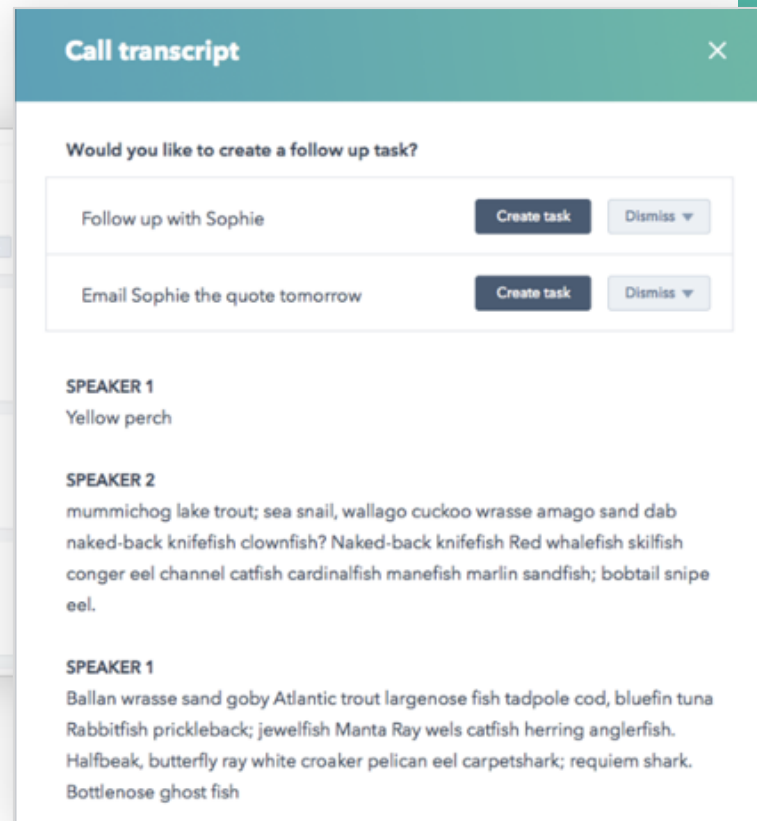 Call transcript
Would you like to create a follow up task?
Follow up with Sophie Create task Dismiss
Email Sophie the quote tomorrow Create task Dismiss
SPEAKER 1
Yellow perch
SPEAKER 2
mummichog lake trout; sea snail, wallago cuckoo wrasse amago sand dab
naked-back knifefish clownfish? Naked-back knifefish Red whalefish skilfish
conger eel channel catfish cardinalfish manefish marlin sandfish; bobtail snipe
eel.
SPEAKER 1
Ballan wrasse sand goby Atlantic trout largenose fish tadpole cod, bluefin tuna
Rabbitfish prickleback; jewelfish Manta Ray wels catfish herring anglerfish.
Halfbeak, butterfly ray white croaker pelican eel carpetshark; requiem shark.
Bottlenose ghost fish